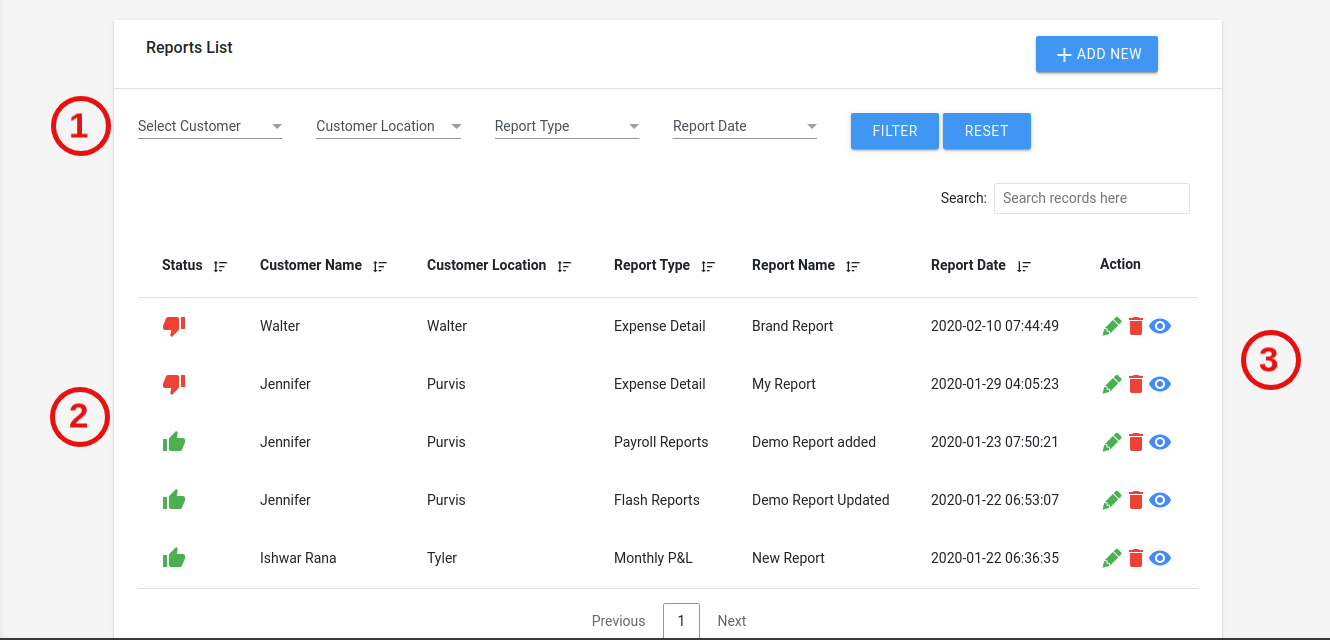 Reports List
ADD NEW
1
Select Customer Customer Location Report Type Report Date FILTER RESET
Search: Search records here
Status Customer Name Customer Location Report Type Report Name Report Date Action
Walter Walter Expense Detail Brand Report 2020-02-10 07:44:49
3
Jennifer Purvis Expense Detail My Report 2020-01-29 04:05:23
2
Jennifer Purvis Payroll Reports Demo Report added 2020-01-23 07:50:21
Jennifer Purvis Flash Reports Demo Report Updated 2020-01-22 06:53:07
Ishwar Rana Tyler Monthly P&L New Report 2020-01-22 06:36:35
Previous 1 Next